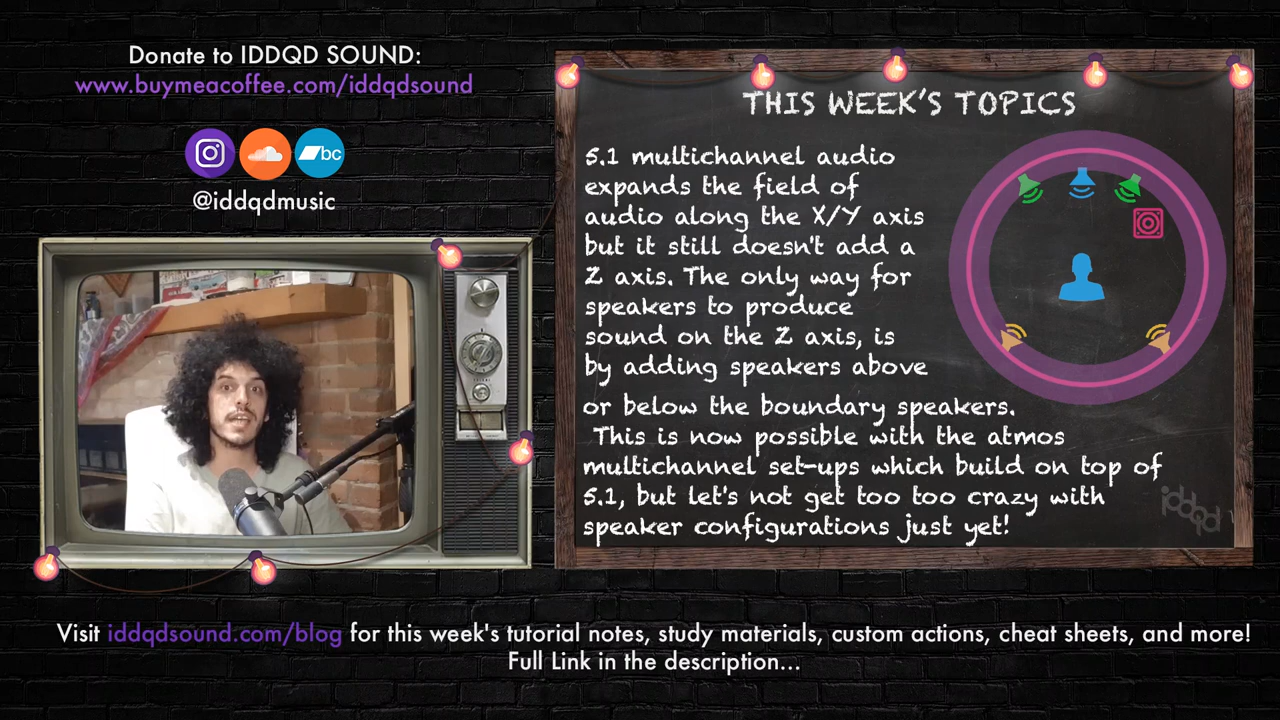 Donate to IDDQD SOUND:
www.buymeacoffee.com/iddqdsound
bc
@iddqdmusic
THIS WEEK'S TOPICS
5.1 multichannel audio
expands the field of
audio along the X/Y axis
but it still doesn't add a
Z axis. The only way for
speakers to produce
sound on the Z axis, is
by adding speakers above
or below the boundary speakers.
This is now possible with the atmos
multichannel set-ups which build on top of
5.1, but let's not get too too crazy with
speaker configurations just yet!
iddqd
Visit iddqdsound.com/blog for this week's tutorial notes, study materials, custom actions, cheat sheets, and more!
Full Link in the description...